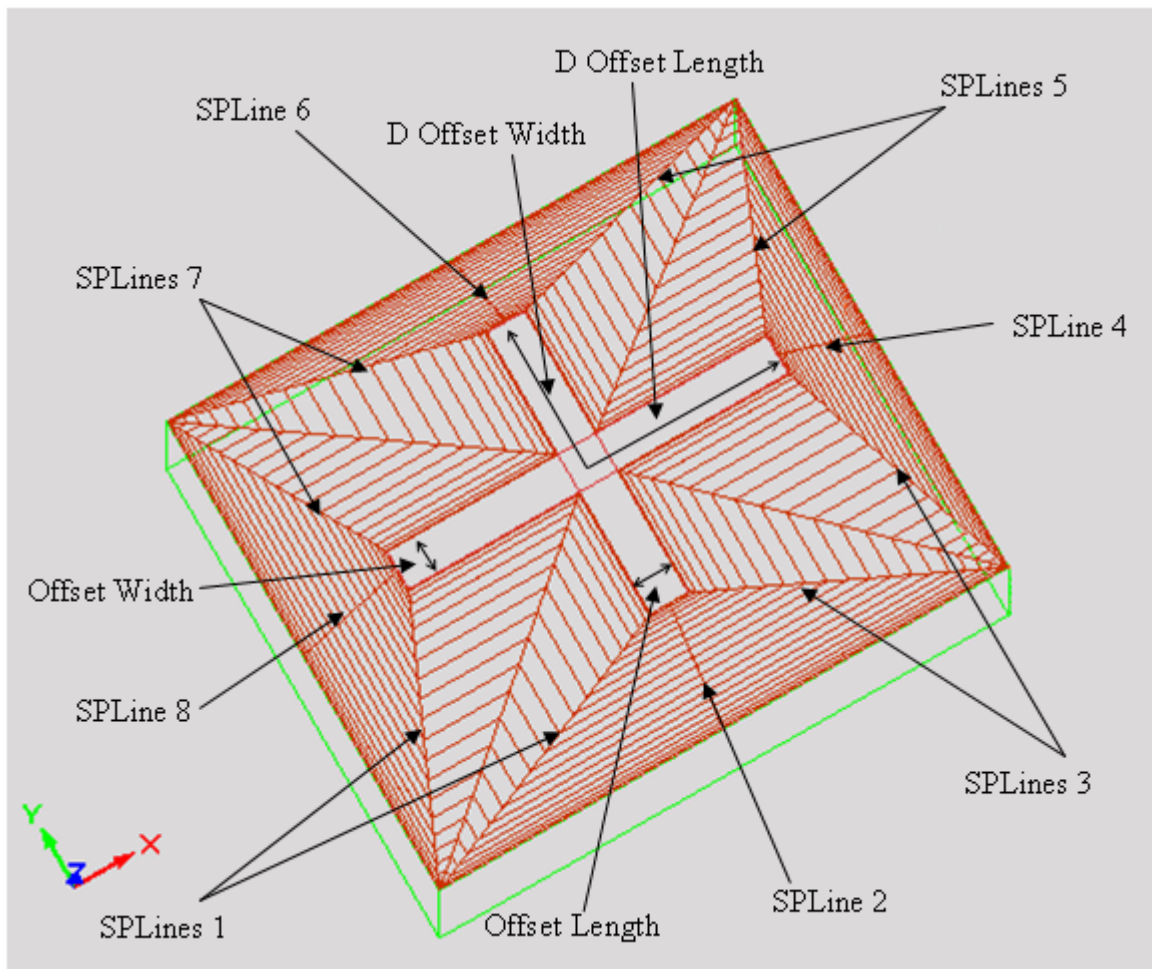 D Offset Length
SPLines 5
SPLine 6
D Offset Width
SPLines 7
SPLine 4
Offset Width
SPLine 8
SPLines 3
Y
X
Z
SPLine 2
SPLines 1
Offset Length